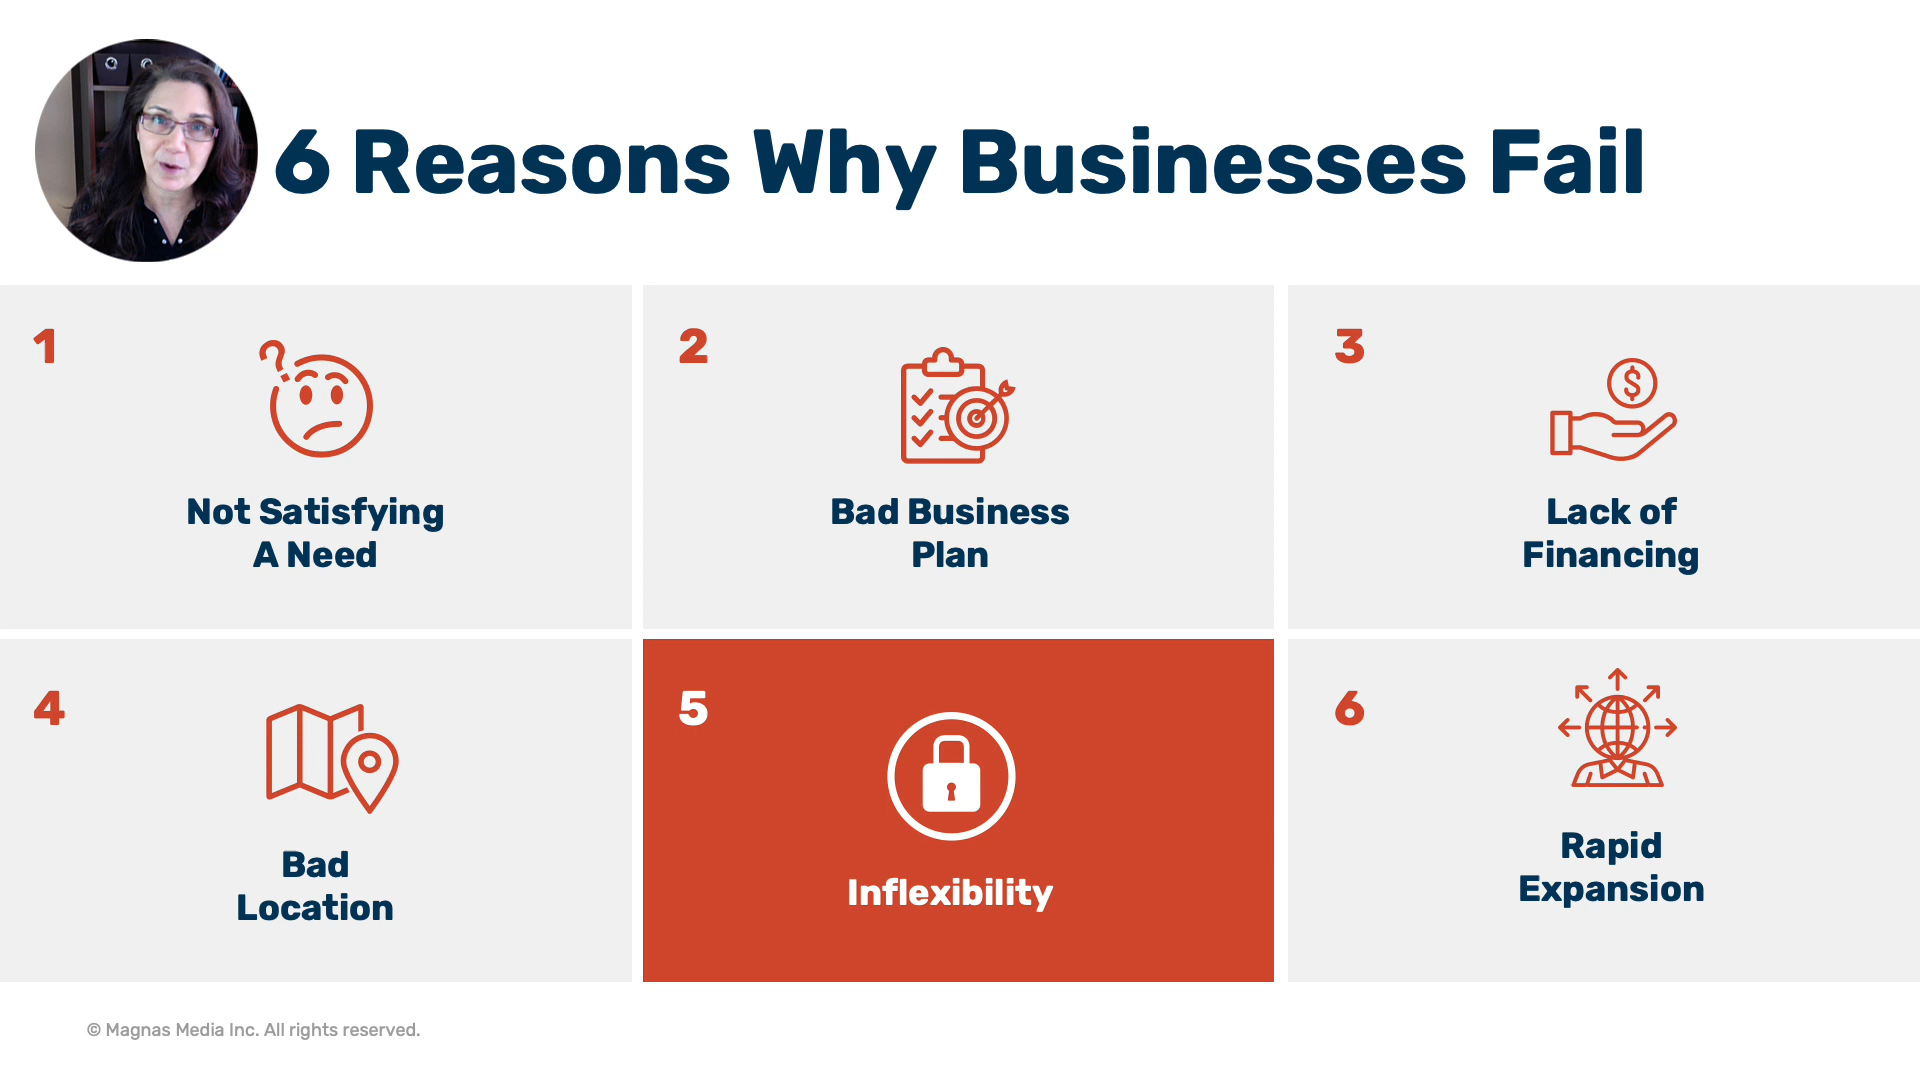 6 Reasons Why Businesses Fail
1
Not Satisfying
A Need
2
Bad Business
Plan
3
$
Lack of
Financing
4
Bad
Location
5
Inflexibility
6
Rapid
Expansion
© Magnas Media Inc. All rights reserved.